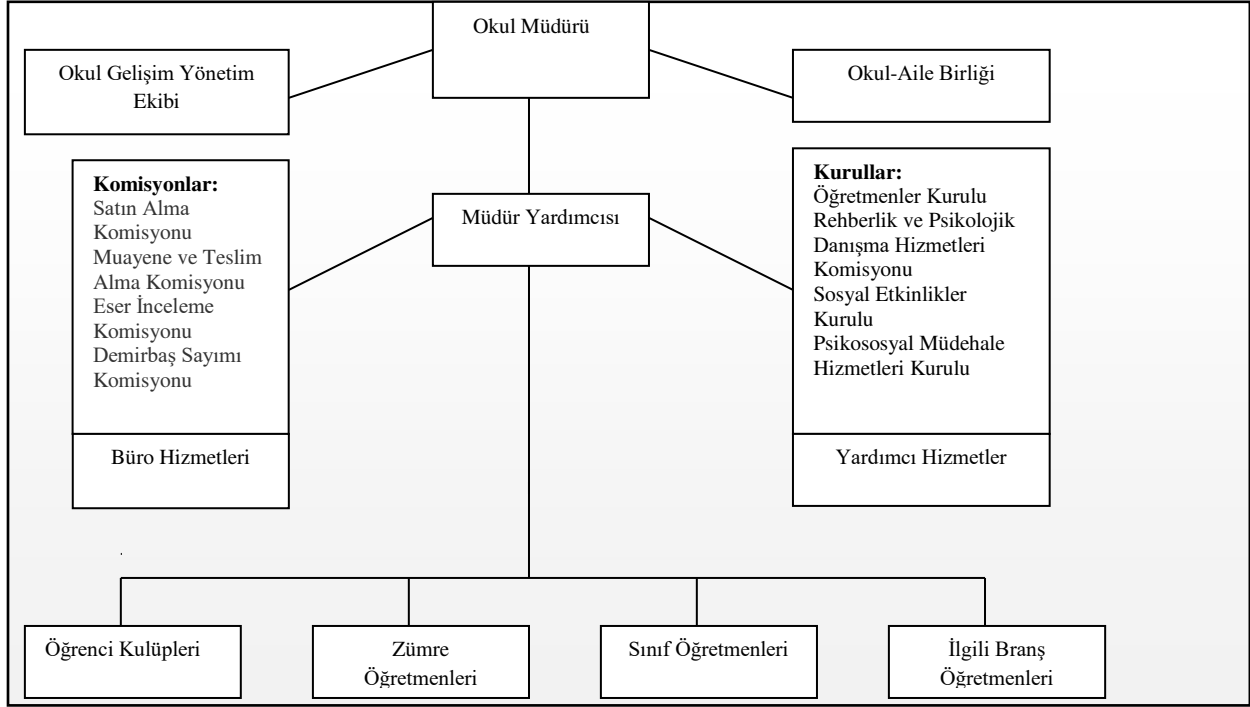 Okul Müdürü
Okul Gelişim Yönetim
Ekibi
Okul-Aile Birliği
Komisyonlar:
Satın Alma
Komisyonu
Muayene ve Teslim
Alma Komisyonu
Eser İnceleme
Komisyonu
Demirbaş Sayımı
Komisyonu
Müdür Yardımcısı
Kurullar:
Öğretmenler Kurulu
Rehberlik ve Psikolojik
Danışma Hizmetleri
Komisyonu
Sosyal Etkinlikler
Kurulu
Psikososyal Müdehale
Hizmetleri Kurulu
Büro Hizmetleri
Yardımcı Hizmetler
.
Öğrenci Kulüpleri
Zümre
Öğretmenleri
Sınıf Öğretmenleri
İlgili Branş
Öğretmenleri